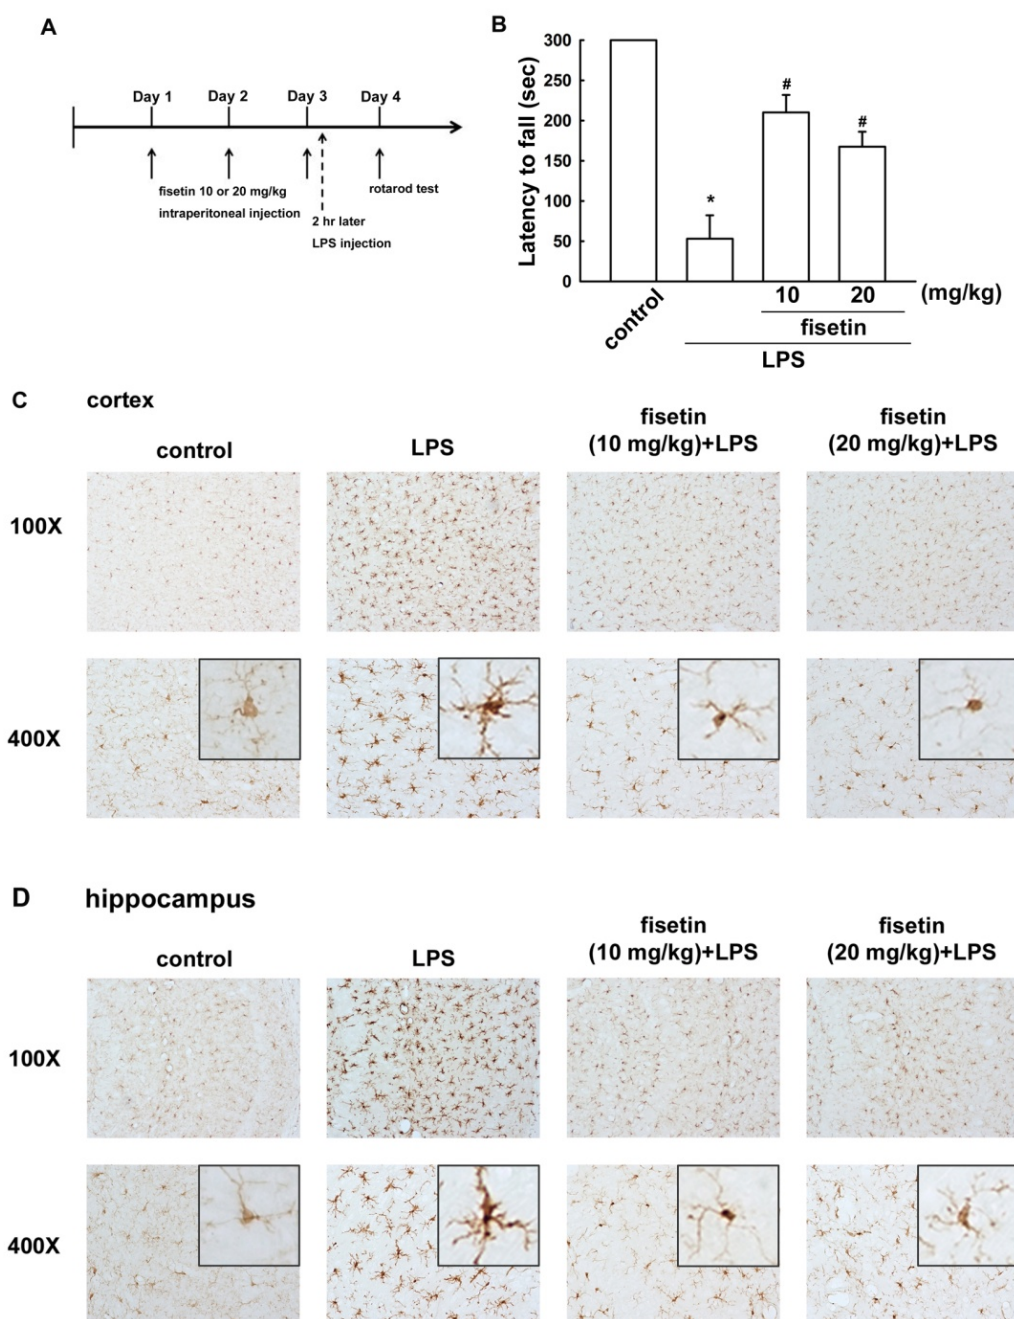 A
Day 1 Day 2 Day 3 Day 4
fisetin 10 or 20 mg/kg
intraperitoneal injection
2 hr later
LPS injection
rotarod test
B
Latency to fall (sec)
300
250
200
150
100
50
0
*
#
#
control
10 20 (mg/kg)
fisetin
LPS
C cortex
control
LPS
fisetin
(10 mg/kg)+LPS
fisetin
(20 mg/kg)+LPS
100X
400X
D hippocampus
control
LPS
fisetin
(10 mg/kg)+LPS
fisetin
(20 mg/kg)+LPS
100X
400X